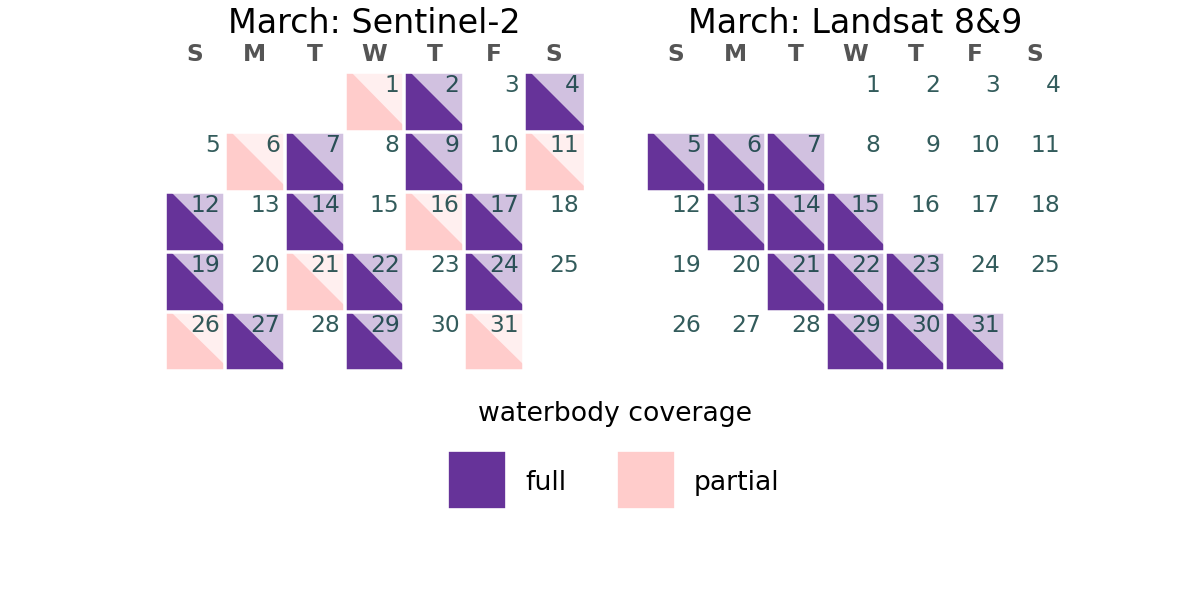 March: Sentinel-2
S M T W T F S
1 2 3 4
5 6 7 8 9 10 11
12 13 14 15 16 17 18
19 20 21 22 23 24 25
26 27 28 29 30 31
March: Landsat 8&9
S M T W T F S
1 2 3 4
5 6 7 8 9 10 11
12 13 14 15 16 17 18
19 20 21 22 23 24 25
26 27 28 29 30 31
waterbody coverage
full partial